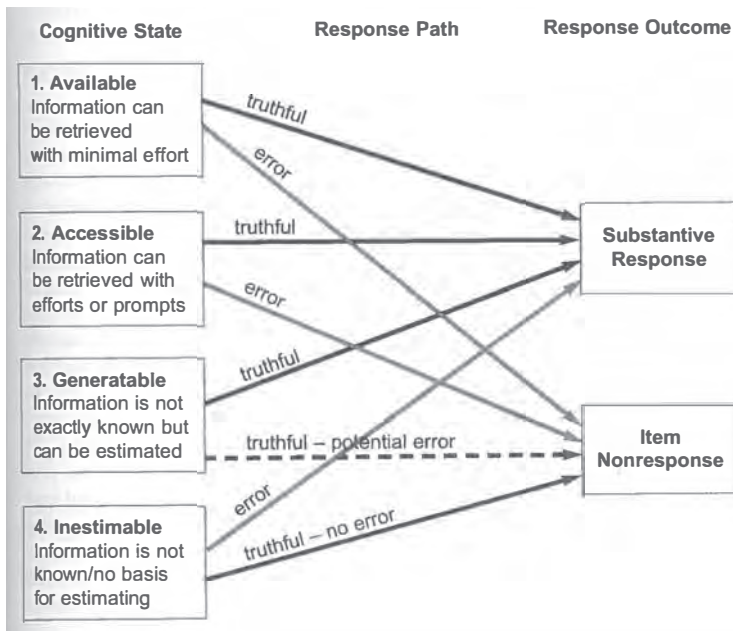 Cognitive State
Response Path
Response Outcome
1. Available
Information can
be retrieved
with minimal effort
truthful
error
2. Accessible
Information can
be retrieved with
efforts or prompts
truthful
error
Substantive
Response
3. Generatable
Information is not
exactly known but
can be estimated
truthful
truthful – potential error
Item
Nonresponse
4. Inestimable
Information is not
known/no basis
for estimating
error
truthful – no error